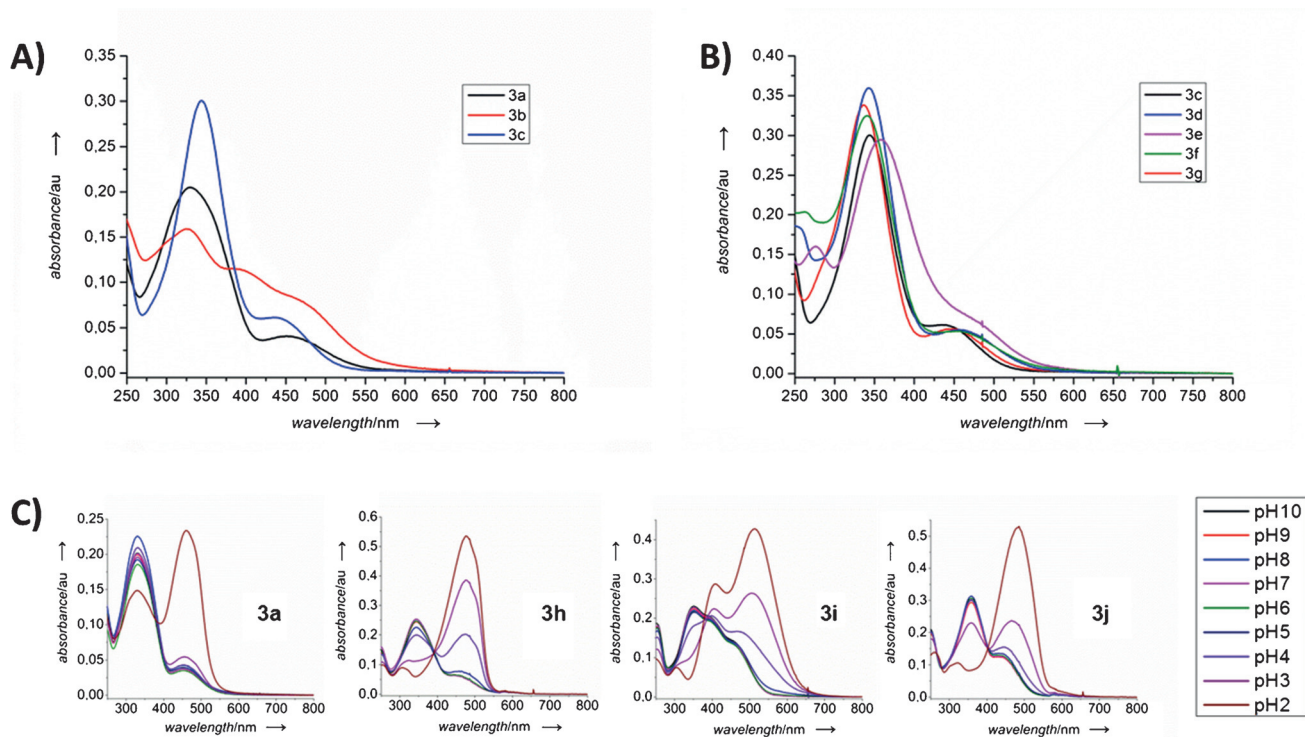 A)
0,35
0,30
0,25
0,20
0,15
0,10
0,05
0,00
absorbance/au →
250 300 350 400 450 500 550 600 650 700 750 800
wavelength/nm →
3a
3b
3c
B)
0,40
0,35
0,30
0,25
0,20
0,15
0,10
0,05
0,00
absorbance/au →
250 300 350 400 450 500 550 600 650 700 750 800
wavelength/nm →
3c
3d
3e
3f
3g
C)
0.25
0.20
0.15
0.10
0.05
0.00
absorbance/au →
300 400 500 600 700 800
wavelength/nm →
3a
0.6
0.5
0.4
0.3
0.2
0.1
0.0
absorbance/au →
300 400 500 600 700 800
wavelength/nm →
3h
0.4
0.3
0.2
0.1
0.0
absorbance/au →
300 400 500 600 700 800
wavelength/nm →
3i
0.5
0.4
0.3
0.2
0.1
0.0
absorbance/au →
300 400 500 600 700 800
wavelength/nm →
3j
pH10
pH9
pH8
pH7
pH6
pH5
pH4
pH3
pH2